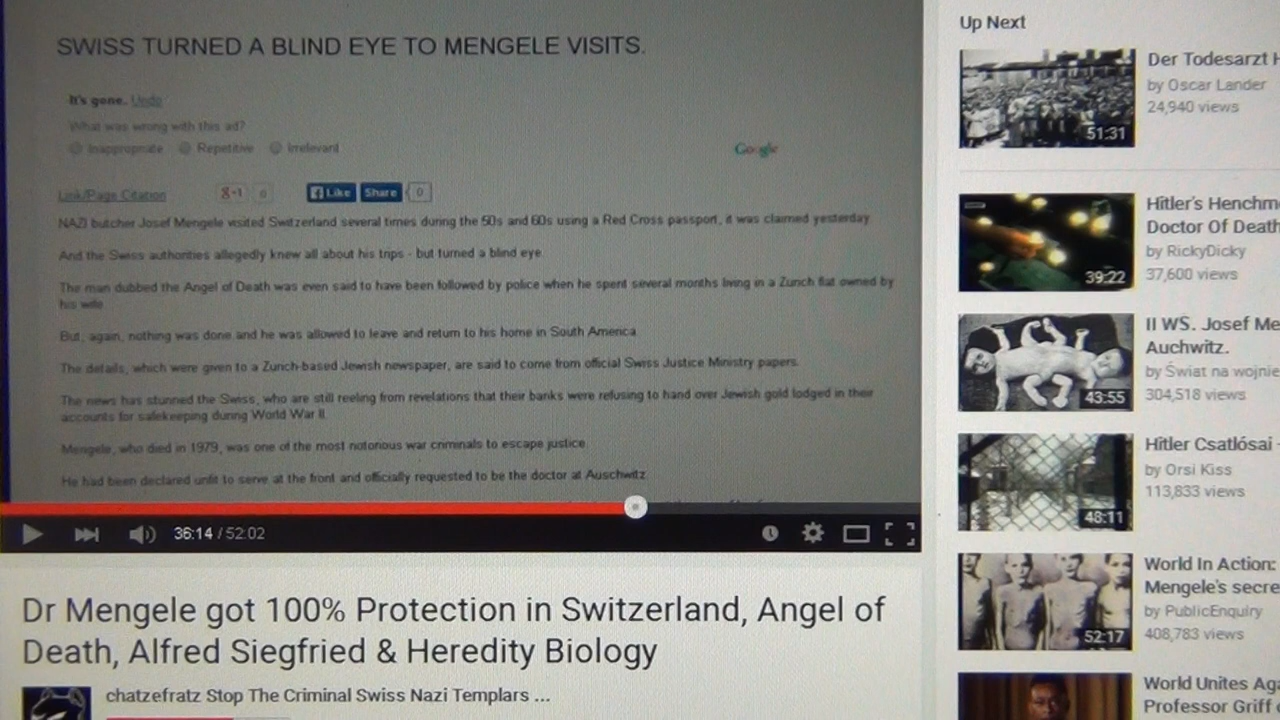 SWISS TURNED A BLIND EYE TO MENGELE VISITS.
It's gone. Undo
What was wrong with this ad?
Inappropriate Repetitive Irrelevant
Google
Link/Page Citation
g+1 0 Like Share 0
NAZI butcher Josef Mengele visited Switzerland several times during the 50s and 60s using a Red Cross passport, it was claimed yesterday.
And the Swiss authorities allegedly knew all about his trips - but turned a blind eye.
The man dubbed the Angel of Death was even said to have been followed by police when he spent several months living in a Zurich flat owned by
his wife.
But, again, nothing was done and he was allowed to leave and return to his home in South America.
The details, which were given to a Zurich-based Jewish newspaper, are said to come from official Swiss Justice Ministry papers.
The news has stunned the Swiss, who are still reeling from revelations that their banks were refusing to hand over Jewish gold lodged in their
accounts for safekeeping during World War II.
Mengele, who died in 1979, was one of the most notorious war criminals to escape justice.
He had been declared unfit to serve at the front and officially requested to be the doctor at Auschwitz.
36:14 / 52:02
Dr Mengele got 100% Protection in Switzerland, Angel of
Death, Alfred Siegfried & Heredity Biology
chatzefratz Stop The Criminal Swiss Nazi Templars ...
Up Next
Der Todesarzt H
by Oscar Lander
24,940 views
51:31
Hitler's Henchm
Doctor Of Death
by RickyDicky
37,600 views
39:22
II WS. Josef Me
Auchwitz.
by Świat na wojnie
304,518 views
43:55
Hitler Csatlósai -
by Orsi Kiss
113,833 views
48:11
World In Action:
Mengele's secre
by PublicEnquiry
408,783 views
52:17
World Unites Aga
Professor Griff